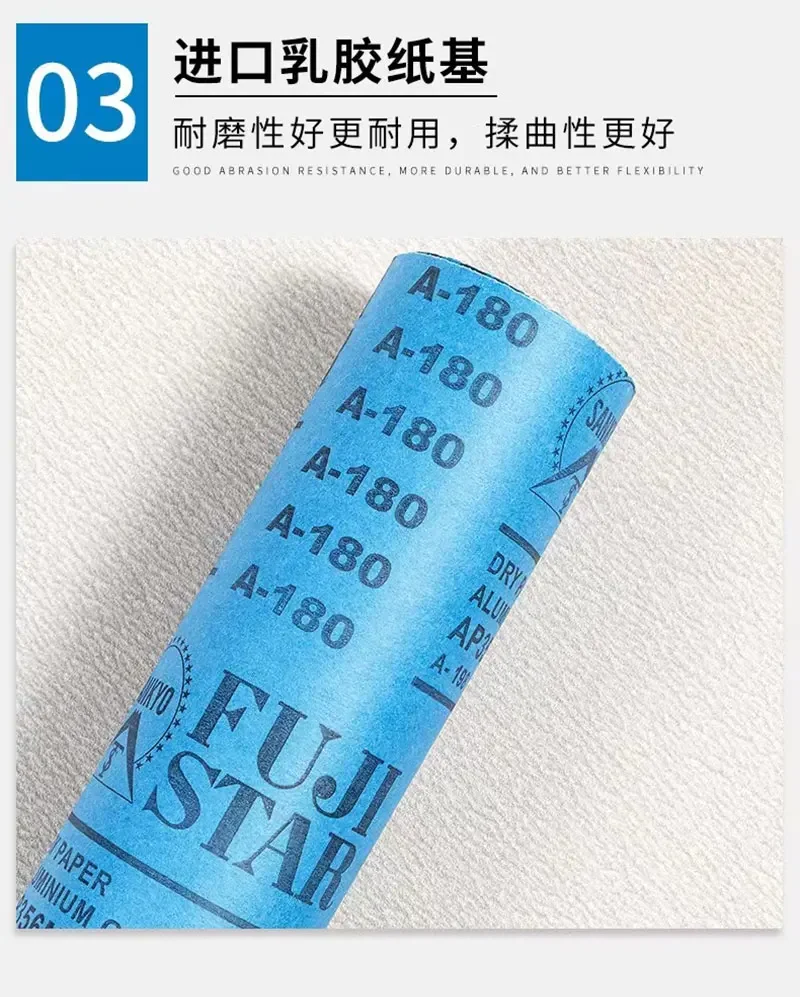 03
进口乳胶纸基
耐磨性好更耐用，揉曲性更好
GOOD ABRASION RESISTANCE, MORE DURABLE, AND BETTER FLEXIBILITY
A-180
A-180
A-180
A-180
A-180
A-180
FUJI
STAR
PAPER